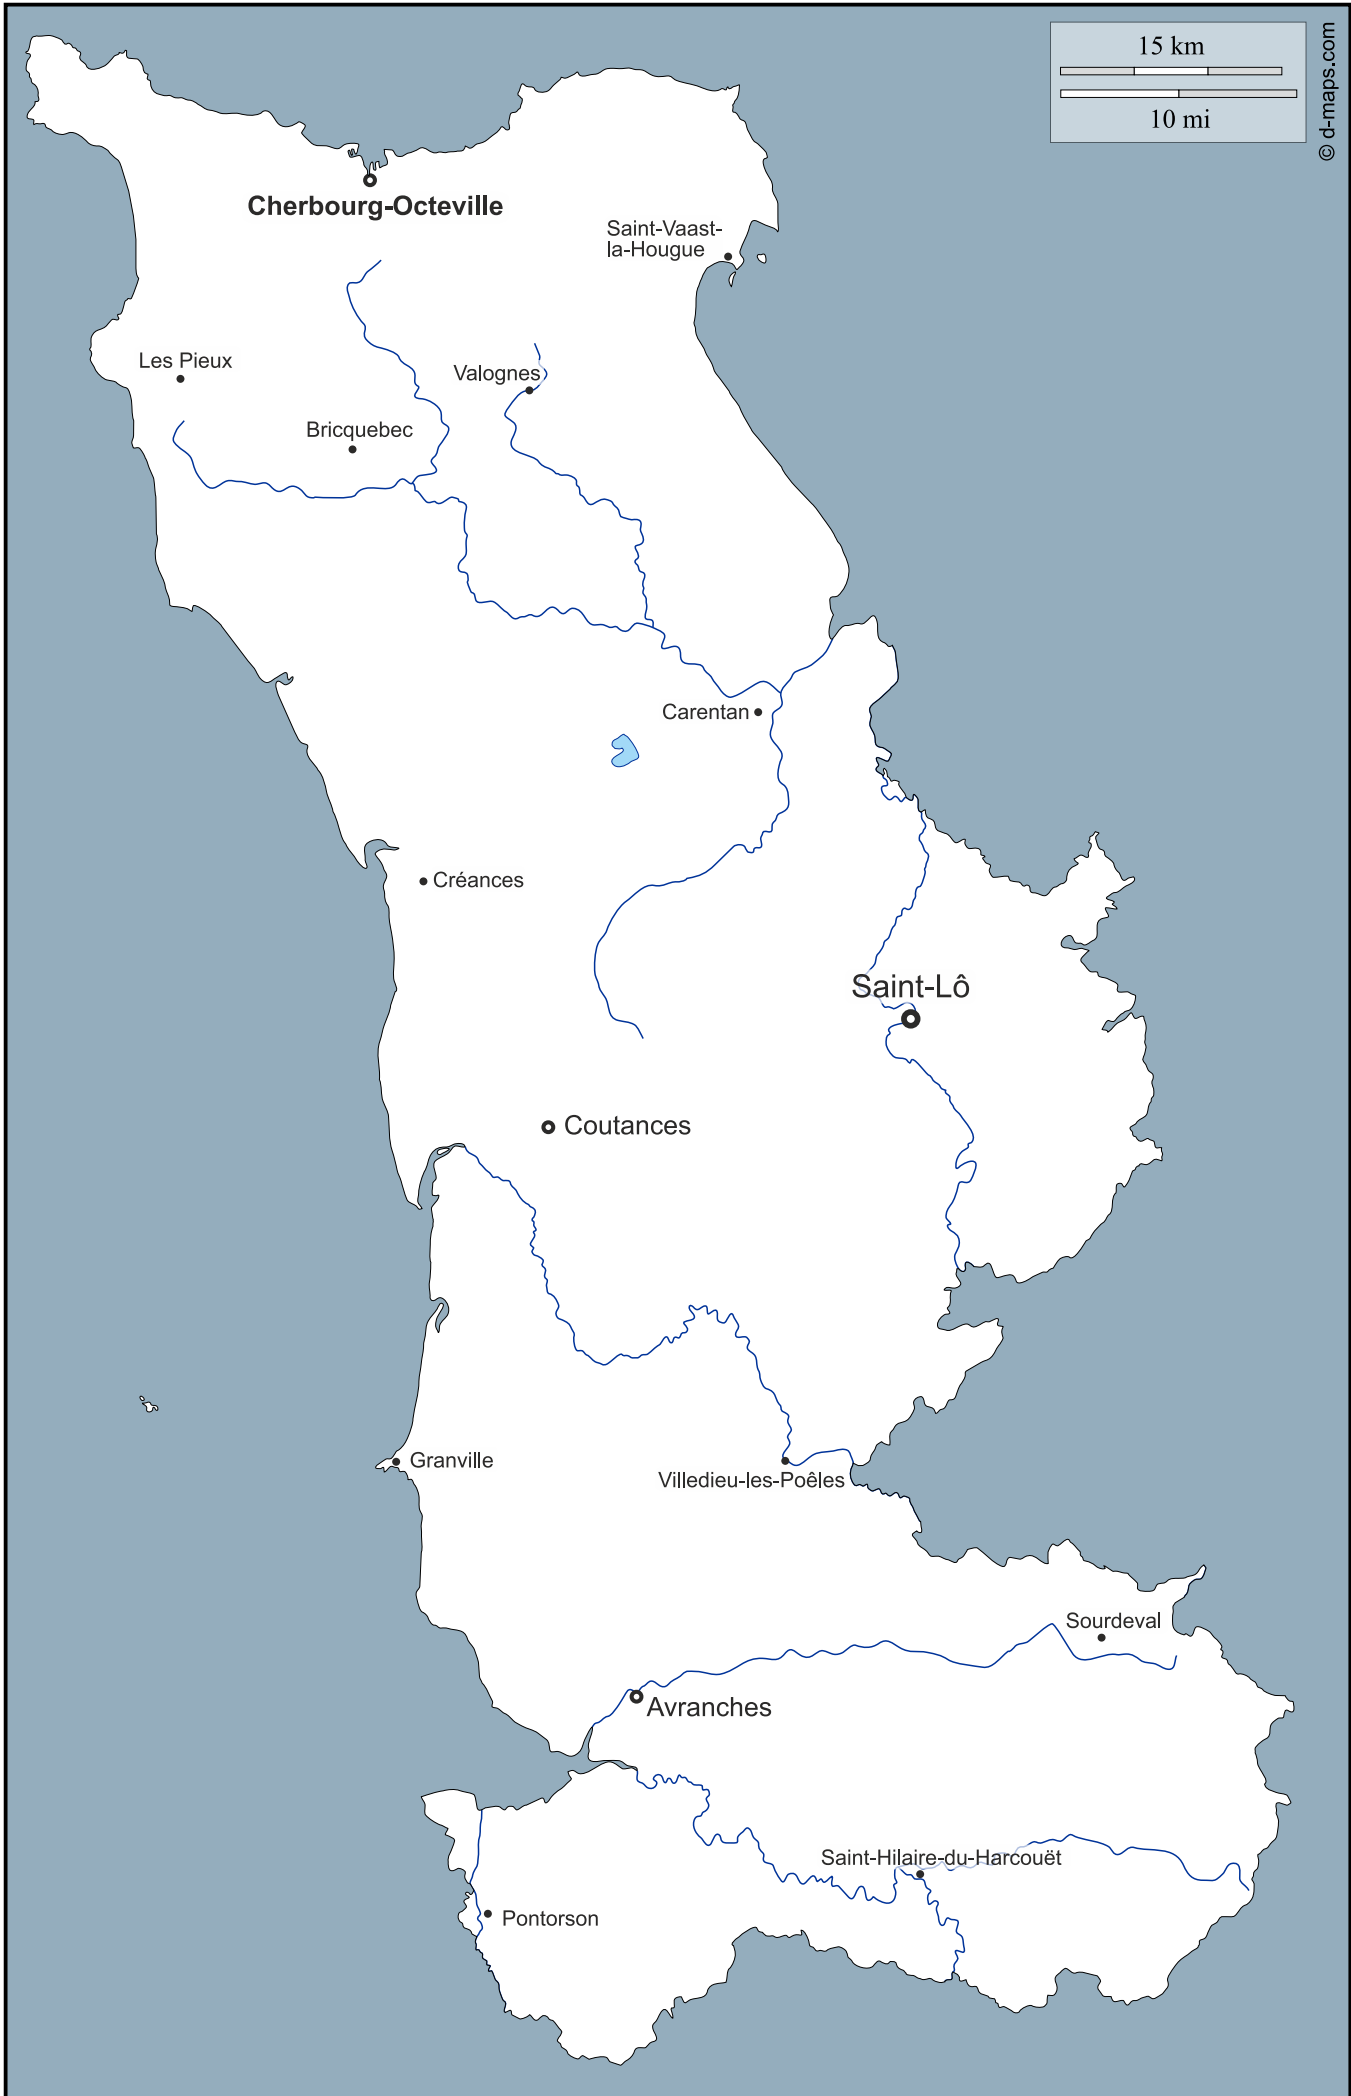 15 km
10 mi
© d-maps.com
Cherbourg-Octeville
Saint-Vaast-
la-Hougue
Les Pieux
Valognes
Bricquebec
Carentan
Créances
Saint-Lô
Coutances
Granville
Villedieu-les-Poêles
Sourdeval
Avranches
Saint-Hilaire-du-Harcouët
Pontorson